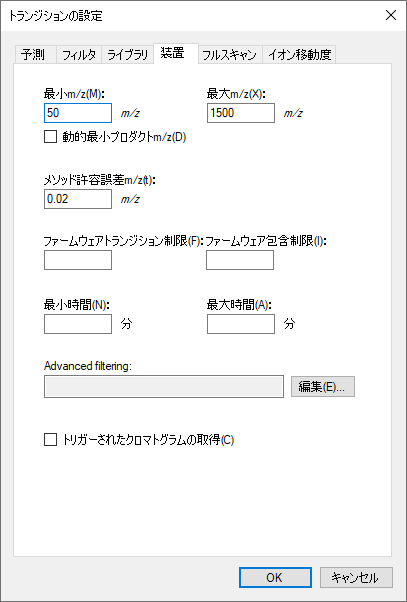 トランジションの設定
予測 フィルタ ライブラリ 装置 フルスキャン イオン移動度
最小m/z(M): 最大m/z(X):
50 m/z 1500 m/z
動的最小プロダクトm/z(D)
メソッド許容誤差m/z(t):
0.02 m/z
ファームウェアトランジション制限(F): ファームウェア包含制限(I):
最小時間(N): 最大時間(A):
分 分
Advanced filtering:
編集(E)...
トリガーされたクロマトグラムの取得(C)
OK キャンセル